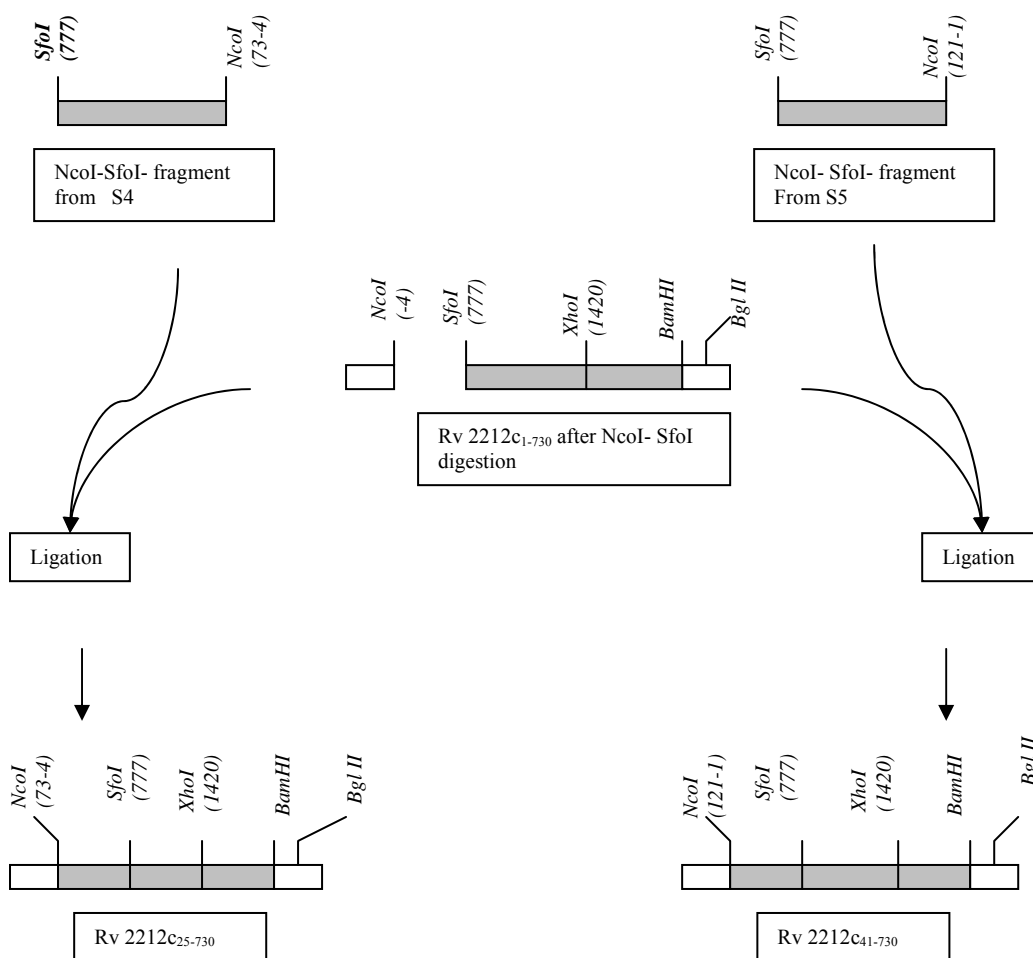 SfoI
(777)
NcoI
(73-4)
SfoI
(777)
NcoI
(121-1)
NcoI-SfoI- fragment
from S4
NcoI- SfoI- fragment
From S5
NcoI
(-4)
SfoI
(777)
XhoI
(1420)
BamHI
Bgl II
Rv 2212c1-730 after NcoI- SfoI
digestion
Ligation
Ligation
NcoI
(73-4)
SfoI
(777)
XhoI
(1420)
BamHI
Bgl II
NcoI
(121-1)
SfoI
(777)
XhoI
(1420)
BamHI
Bgl II
Rv 2212c25-730
Rv 2212c41-730